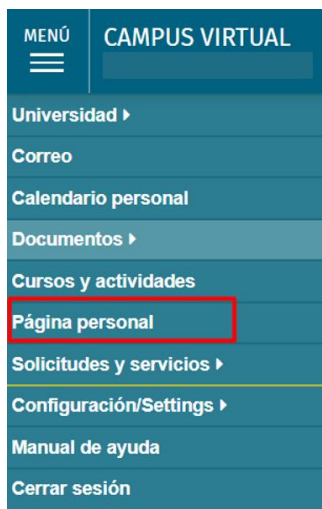 MENÚ
CAMPUS VIRTUAL
Universidad
Correo
Calendario personal
Documentos
Cursos y actividades
Página personal
Solicitudes y servicios
Configuración/Settings
Manual de ayuda
Cerrar sesión